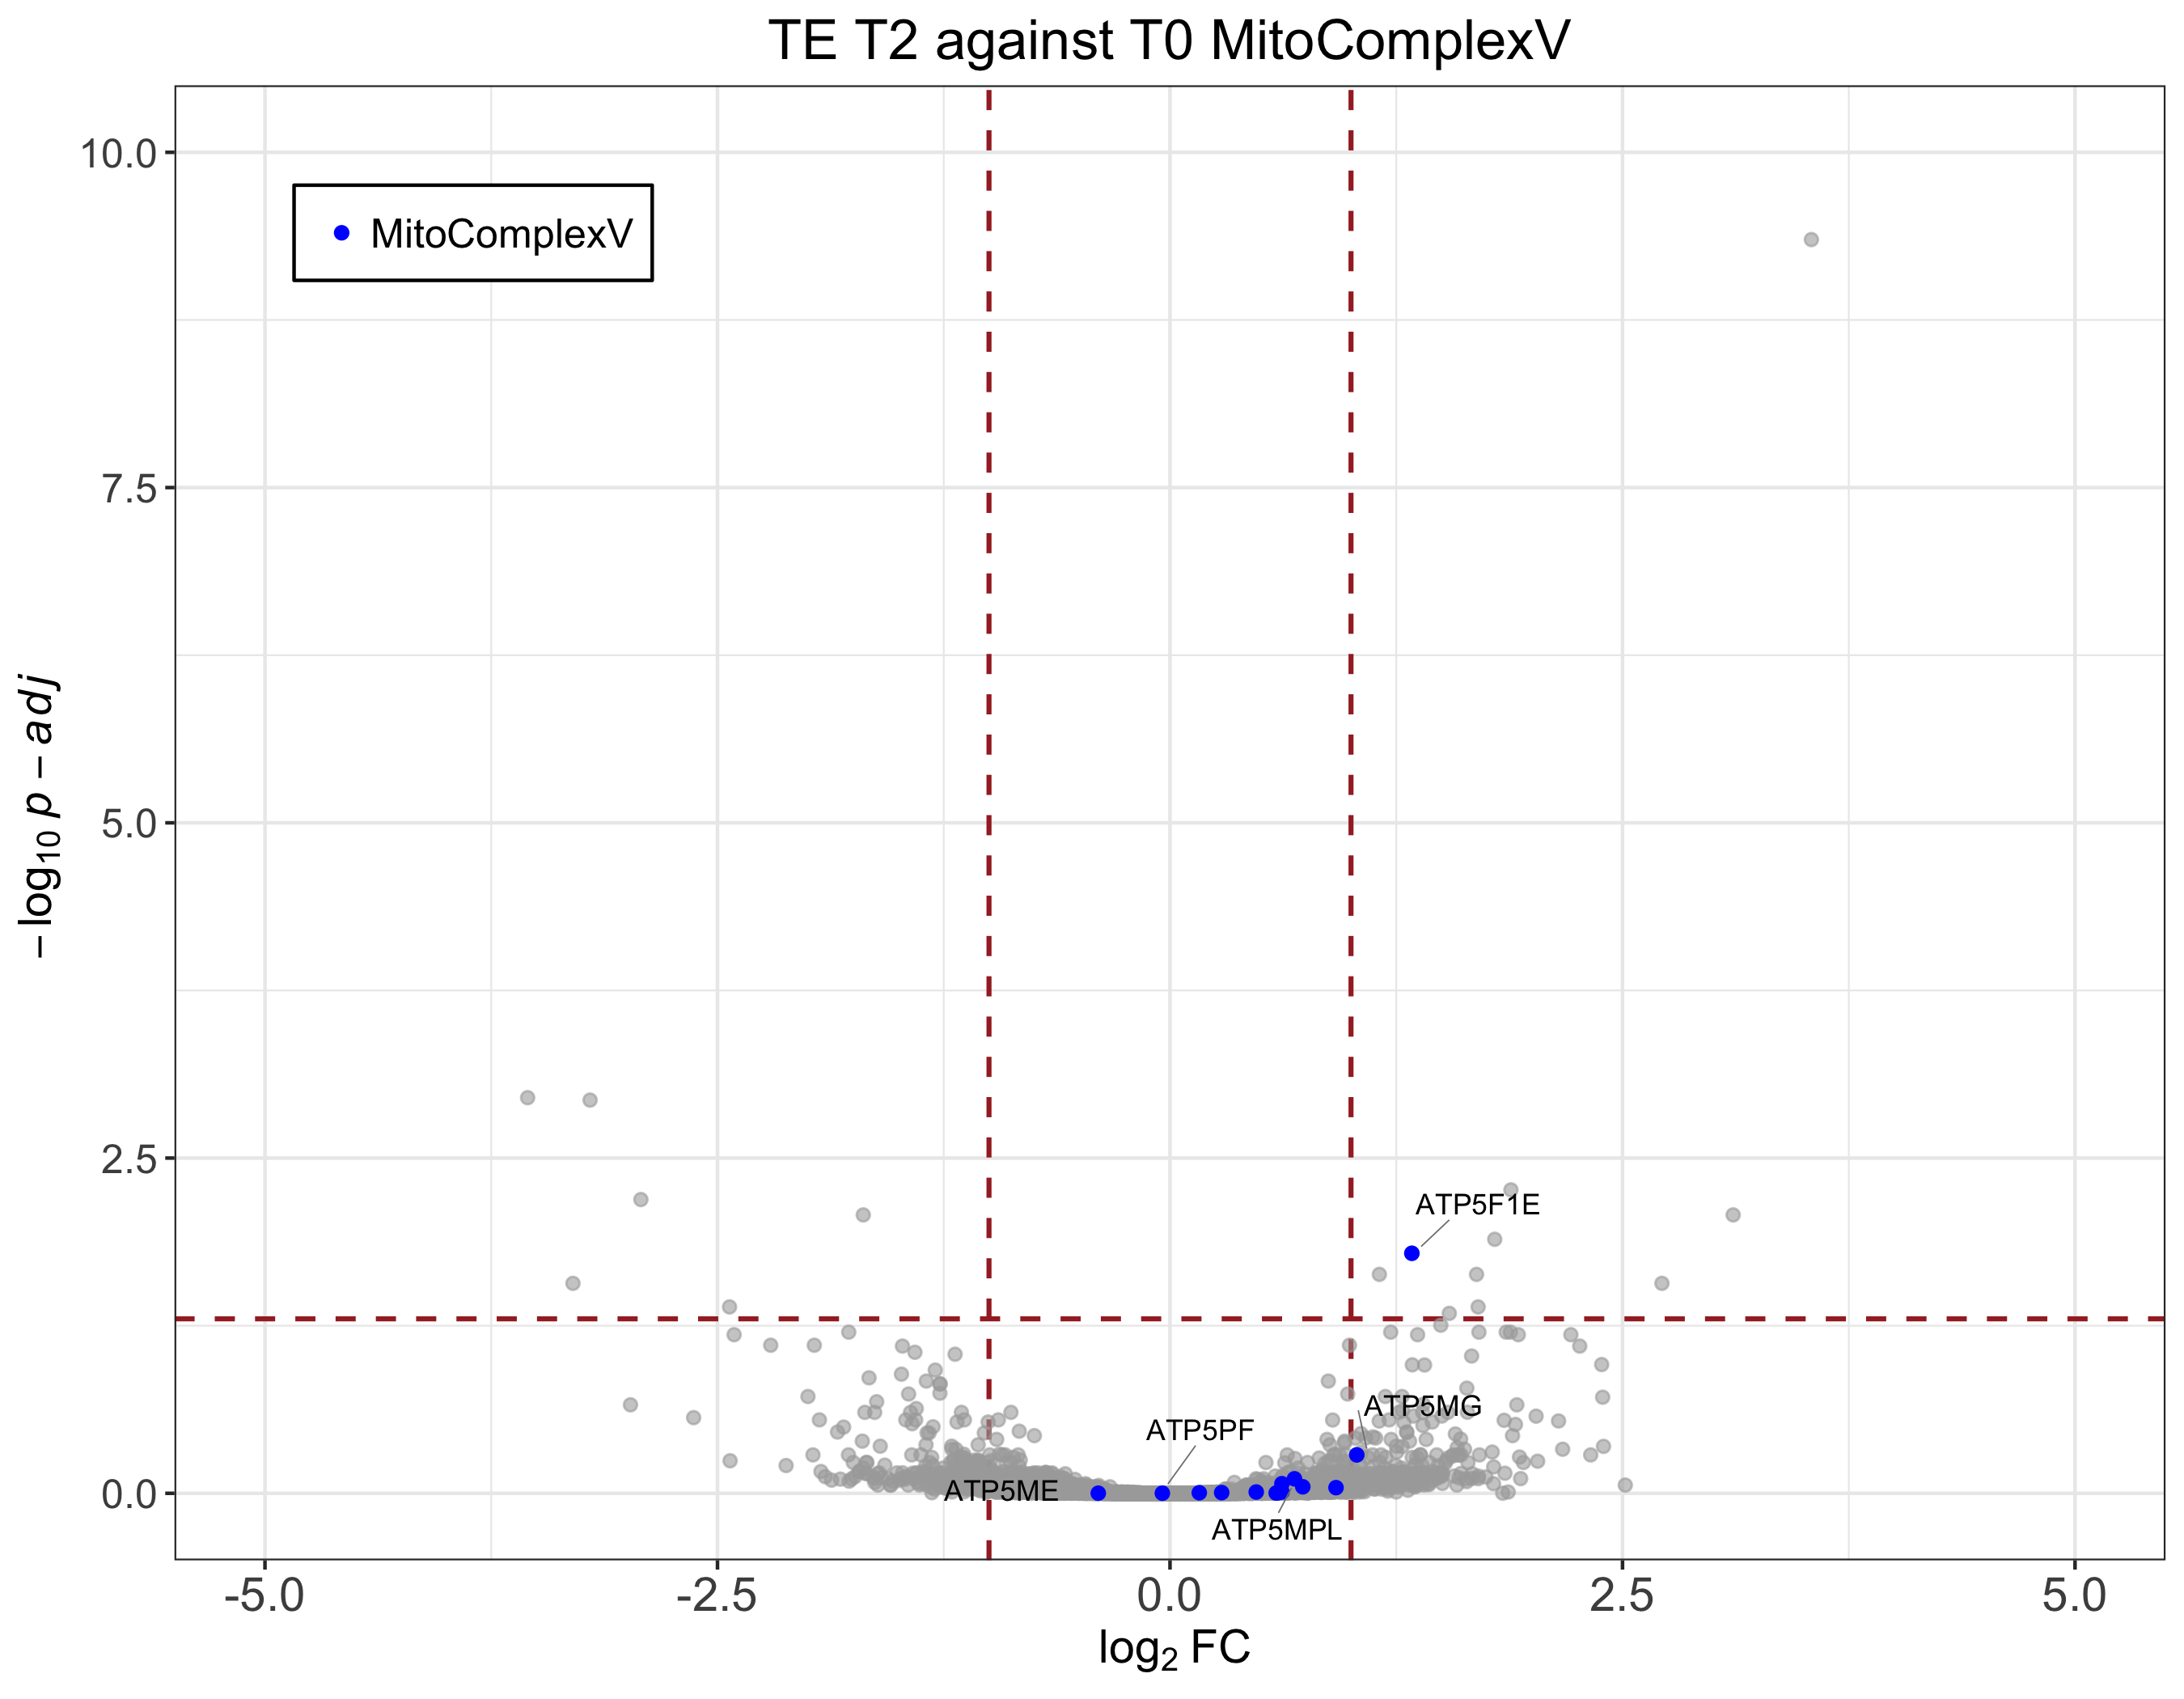 TE T2 against T0 MitoComplexV
10.0
MitoComplexV
7.5
5.0
2.5
0.0
−log10 p − adj
ATP5F1E
ATP5MG
ATP5PF
ATP5ME
ATP5MPL
-5.0
-2.5
0.0
2.5
5.0
log2 FC